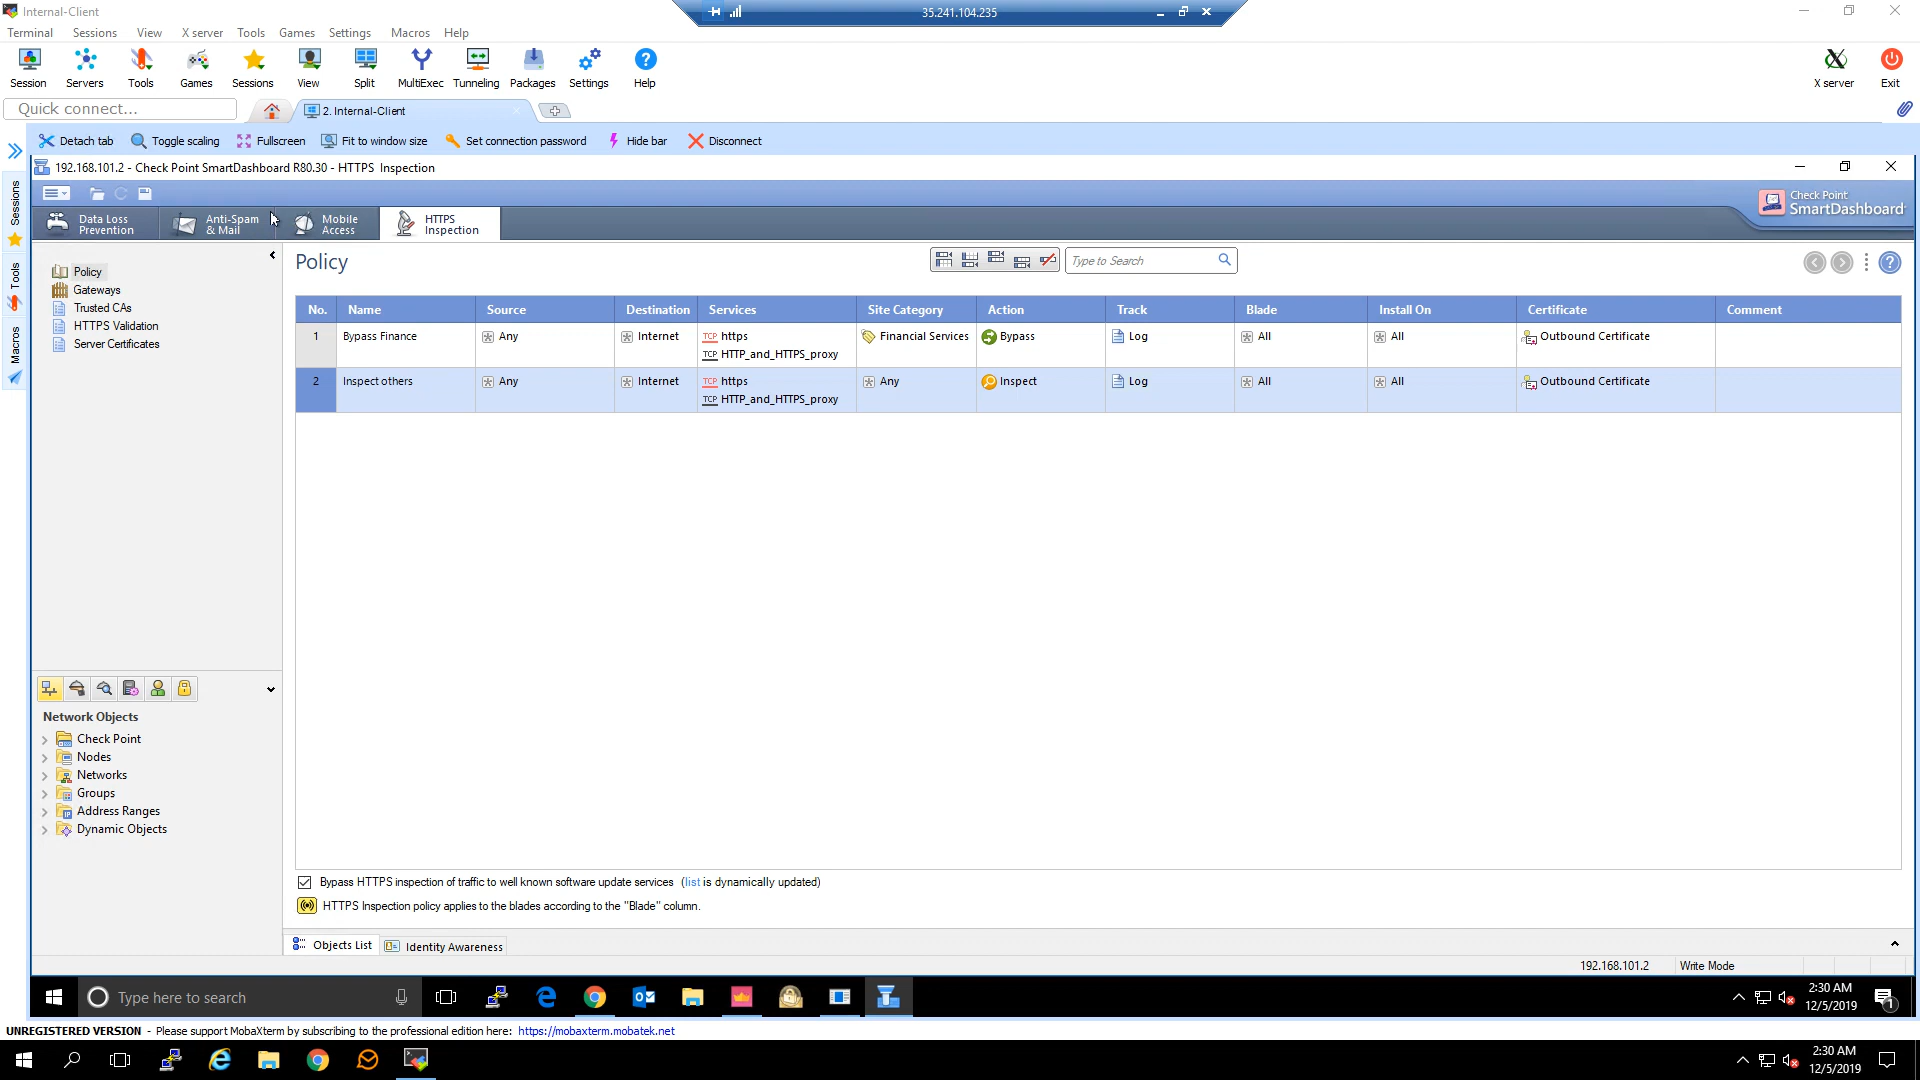 Internal-Client
35.241.104.235
Terminal Sessions View X server Tools Games Settings Macros Help
Session Servers Tools Games Sessions View Split MultiExec Tunneling Packages Settings Help X server Exit
Quick connect...
2. Internal-Client
Detach tab Toggle scaling Fullscreen Fit to window size Set connection password Hide bar Disconnect
Sessions
Tools
Macros
192.168.101.2 - Check Point SmartDashboard R80.30 - HTTPS Inspection
Check Point
SmartDashboard
Data Loss
Prevention
Anti-Spam
& Mail
Mobile
Access
HTTPS
Inspection
Policy
Gateways
Trusted CAs
HTTPS Validation
Server Certificates
Policy
Type to Search
No. Name Source Destination Services Site Category Action Track Blade Install On Certificate Comment
1 Bypass Finance Any Internet TCP https Financial Services Bypass Log All All Outbound Certificate
TCP HTTP_and_HTTPS_proxy
2 Inspect others Any Internet TCP https Any Inspect Log All All Outbound Certificate
TCP HTTP_and_HTTPS_proxy
Network Objects
Check Point
Nodes
Networks
Groups
Address Ranges
Dynamic Objects
Bypass HTTPS inspection of traffic to well known software update services (list is dynamically updated)
HTTPS Inspection policy applies to the blades according to the "Blade" column.
Objects List Identity Awareness
192.168.101.2 Write Mode
Type here to search
2:30 AM
12/5/2019
1
UNREGISTERED VERSION - Please support MobaXterm by subscribing to the professional edition here: https://mobaxterm.mobatek.net
2:30 AM
12/5/2019